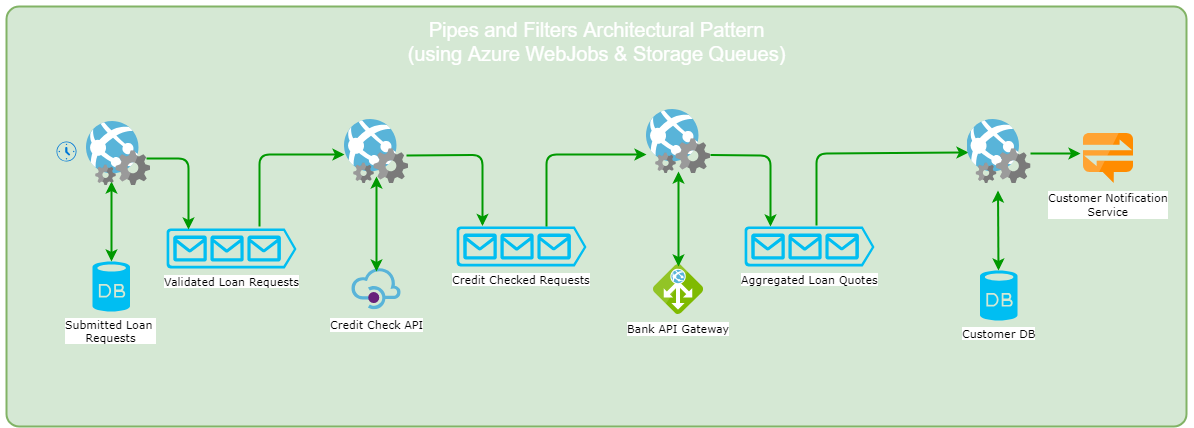 Pipes and Filters Architectural Pattern
(using Azure WebJobs & Storage Queues)
Validated Loan Requests
Credit Checked Requests
Aggregated Loan Quotes
Customer Notification
Service
DB
Submitted Loan
Requests
Credit Check API
Bank API Gateway
DB
Customer DB